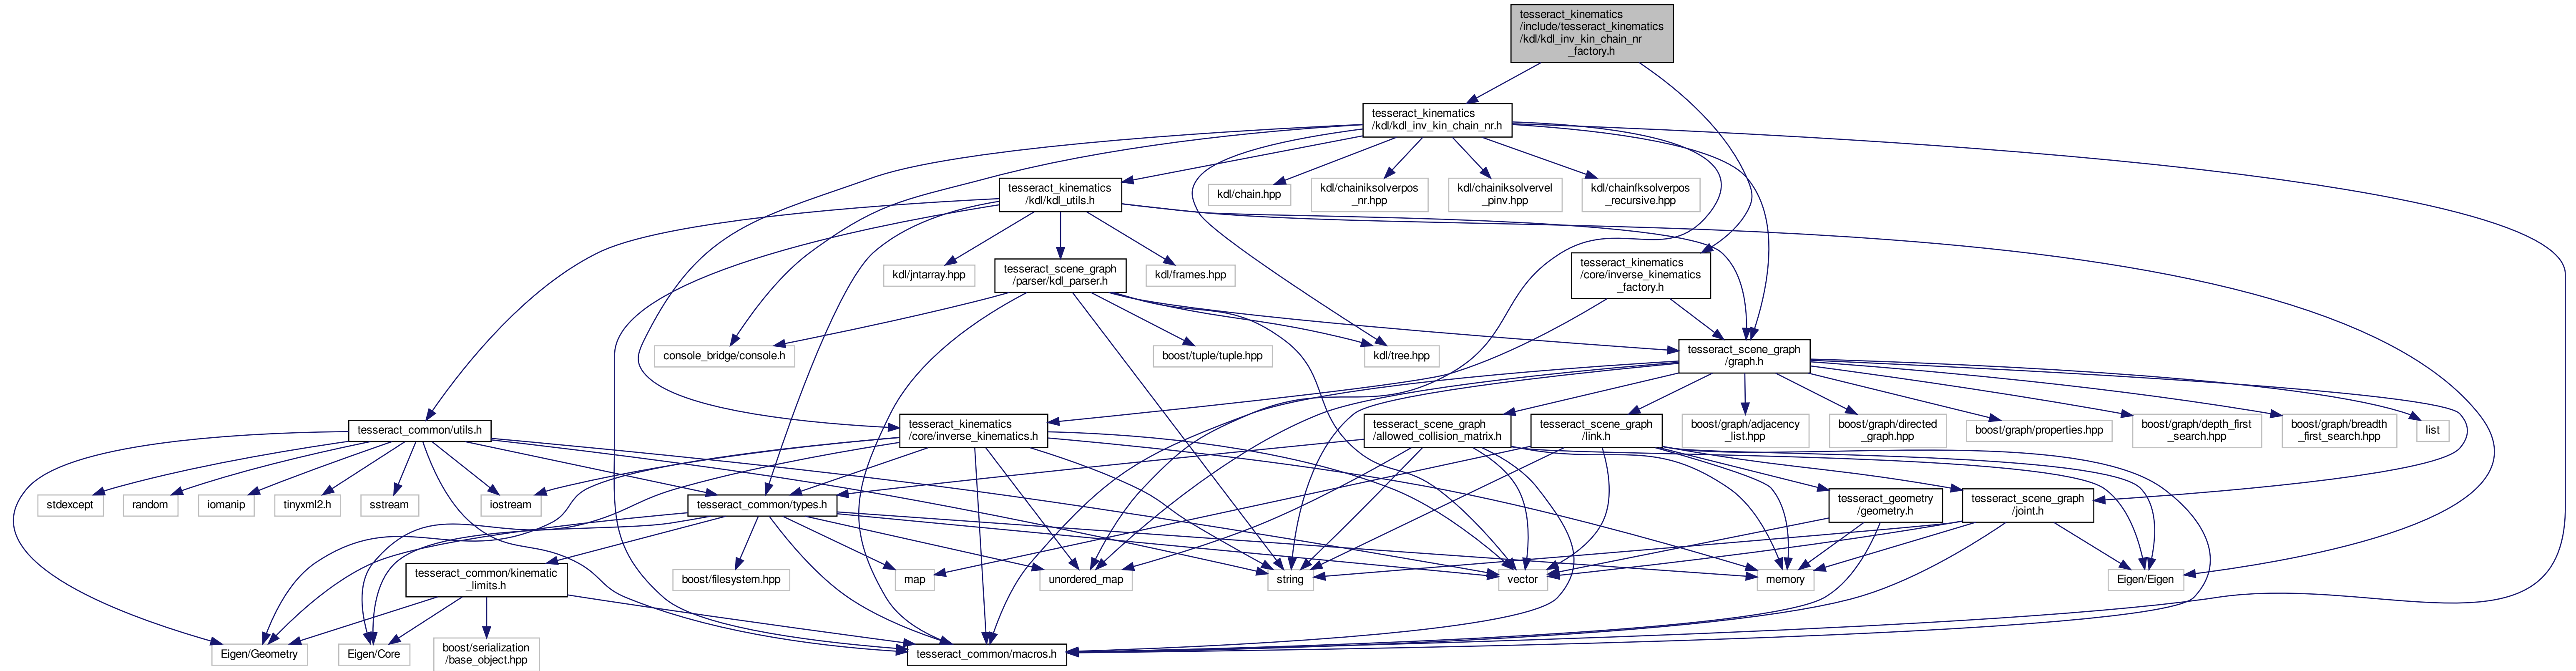 tesseract_kinematics
/include/tesseract_kinematics
/kdl/kdl_inv_kin_chain_nr
_factory.h
tesseract_kinematics
/kdl/kdl_inv_kin_chain_nr.h
tesseract_kinematics
/kdl/kdl_utils.h
kdl/chain.hpp
kdl/chainiksolverpos
_nr.hpp
kdl/chainiksolvervel
_pinv.hpp
kdl/chainfksolverpos
_recursive.hpp
kdl/jntarray.hpp
tesseract_scene_graph
/parser/kdl_parser.h
kdl/frames.hpp
tesseract_kinematics
/core/inverse_kinematics
_factory.h
console_bridge/console.h
boost/tuple/tuple.hpp
kdl/tree.hpp
tesseract_scene_graph
/graph.h
tesseract_common/utils.h
tesseract_kinematics
/core/inverse_kinematics.h
tesseract_scene_graph
/allowed_collision_matrix.h
tesseract_scene_graph
/link.h
boost/graph/adjacency
_list.hpp
boost/graph/directed
_graph.hpp
boost/graph/properties.hpp
boost/graph/depth_first
_search.hpp
boost/graph/breadth
_first_search.hpp
list
stdexcept
random
iomanip
tinyxml2.h
sstream
iostream
tesseract_common/types.h
tesseract_geometry
/geometry.h
tesseract_scene_graph
/joint.h
tesseract_common/kinematic
_limits.h
boost/filesystem.hpp
map
unordered_map
string
vector
memory
Eigen/Eigen
Eigen/Geometry
Eigen/Core
boost/serialization
/base_object.hpp
tesseract_common/macros.h